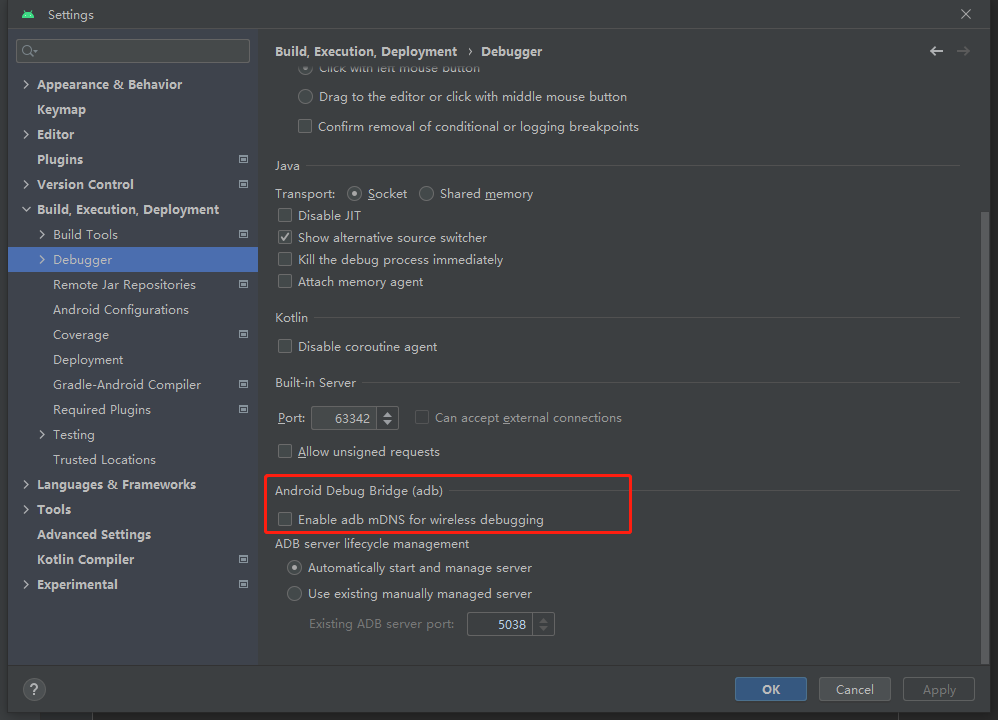 Settings
Build, Execution, Deployment › Debugger
Appearance & Behavior
Keymap
Editor
Plugins
Version Control
Build, Execution, Deployment
Build Tools
Debugger
Remote Jar Repositories
Android Configurations
Coverage
Deployment
Gradle-Android Compiler
Required Plugins
Testing
Trusted Locations
Languages & Frameworks
Tools
Advanced Settings
Kotlin Compiler
Experimental
Click with left mouse button
Drag to the editor or click with middle mouse button
Confirm removal of conditional or logging breakpoints
Java
Transport: Socket Shared memory
Disable JIT
Show alternative source switcher
Kill the debug process immediately
Attach memory agent
Kotlin
Disable coroutine agent
Built-in Server
Port: 63342 Can accept external connections
Allow unsigned requests
Android Debug Bridge (adb)
Enable adb mDNS for wireless debugging
ADB server lifecycle management
Automatically start and manage server
Use existing manually managed server
Existing ADB server port: 5038
? OK Cancel Apply